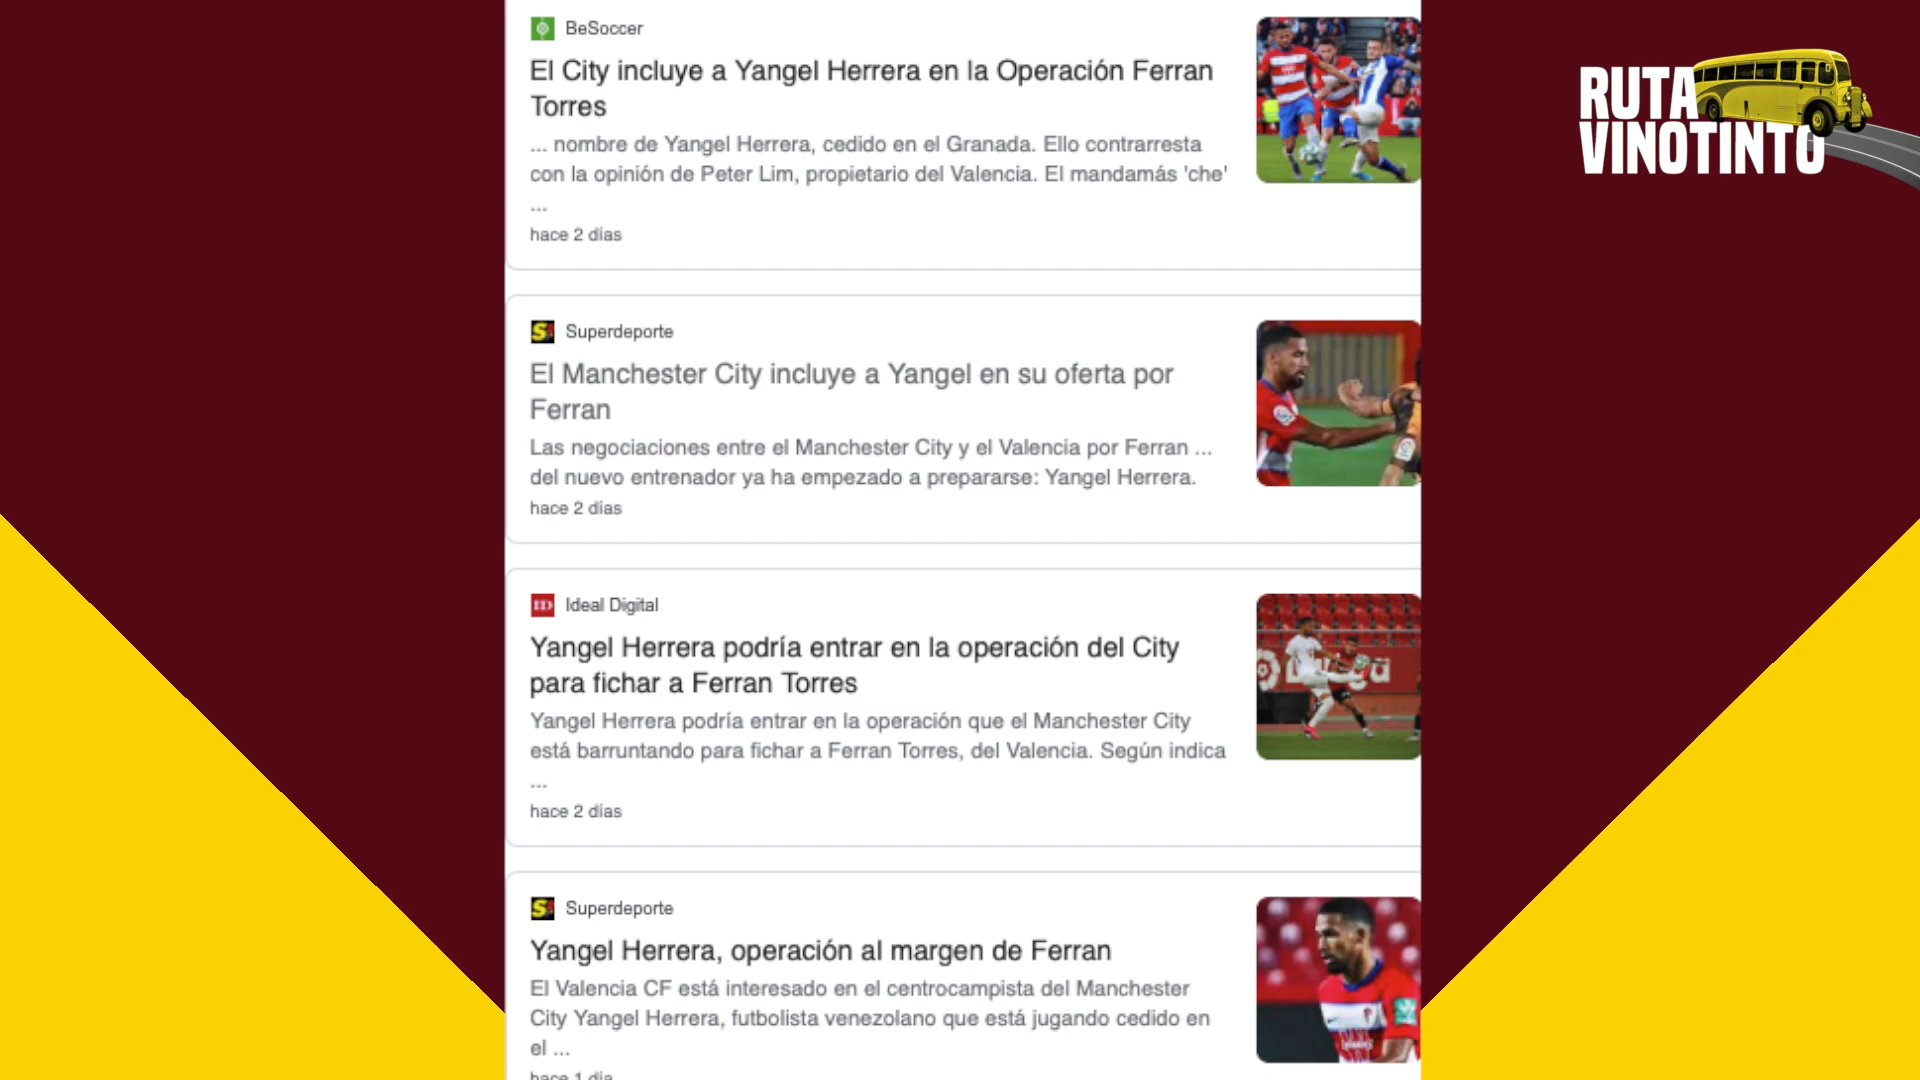 BeSoccer
El City incluye a Yangel Herrera en la Operación Ferran
Torres
... nombre de Yangel Herrera, cedido en el Granada. Ello contrarresta
con la opinión de Peter Lim, propietario del Valencia. El mandamás 'che'
...
hace 2 días
RUTA
VINOTINTO
Superdeporte
El Manchester City incluye a Yangel en su oferta por
Ferran
Las negociaciones entre el Manchester City y el Valencia por Ferran ...
del nuevo entrenador ya ha empezado a prepararse: Yangel Herrera.
hace 2 días
Ideal Digital
Yangel Herrera podría entrar en la operación del City
para fichar a Ferran Torres
Yangel Herrera podría entrar en la operación que el Manchester City
está barruntando para fichar a Ferran Torres, del Valencia. Según indica
...
hace 2 días
Superdeporte
Yangel Herrera, operación al margen de Ferran
El Valencia CF está interesado en el centrocampista del Manchester
City Yangel Herrera, futbolista venezolano que está jugando cedido en
el ...
hace 1 día